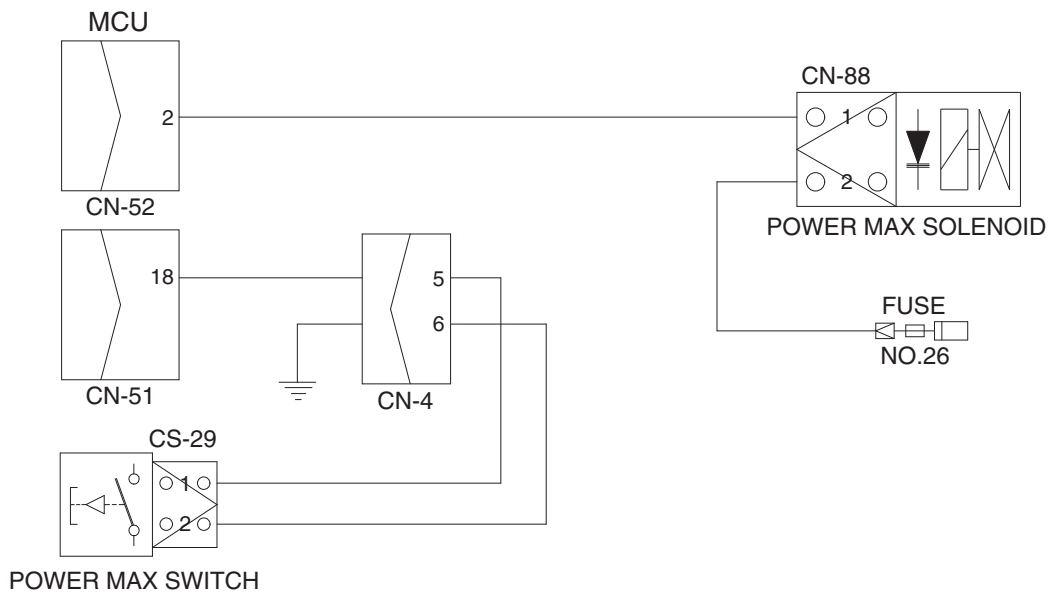 MCU
2
CN-52
CN-88
1
2
POWER MAX SOLENOID
18
CN-51
5
6
CN-4
FUSE
NO.26
CS-29
1
2
POWER MAX SWITCH